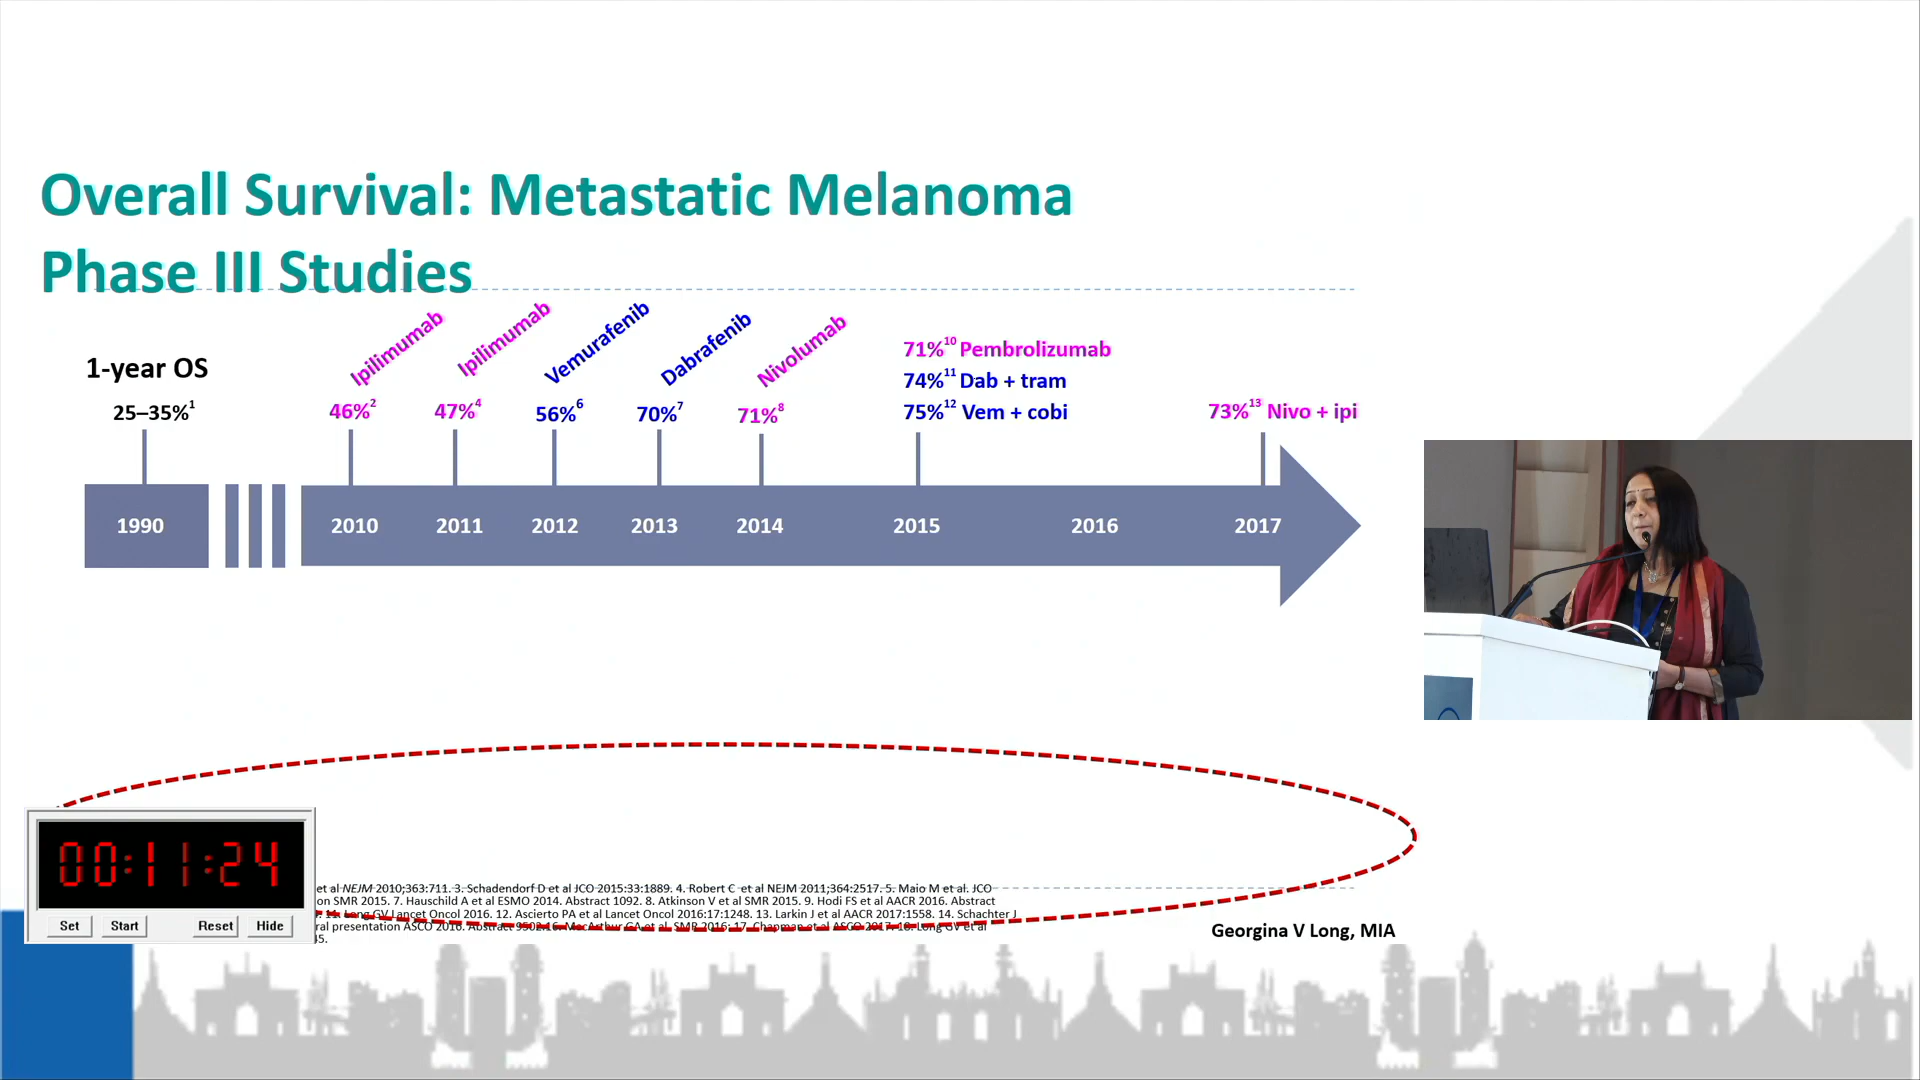 Overall Survival: Metastatic Melanoma
Phase III Studies
Ipilimumab
Ipilimumab
Vemurafenib
Dabrafenib
Nivolumab
71%10 Pembrolizumab
74%11 Dab + tram
75%12 Vem + cobi
1-year OS
25–35%1
46%2
47%4
56%6
70%7
71%8
73%13 Nivo + ipi
1990
2010
2011
2012
2013
2014
2015
2016
2017
00:11:24
Set Start Reset Hide
et al NEJM 2010;363:711. 3. Schadendorf D et al JCO 2015:33:1889. 4. Robert C et al NEJM 2011;364:2517. 5. Maio M et al. JCO
on SMR 2015. 7. Hauschild A et al ESMO 2014. Abstract 1092. 8. Atkinson V et al SMR 2015. 9. Hodi FS et al AACR 2016. Abstract
11. Long GV Lancet Oncol 2016. 12. Ascierto PA et al Lancet Oncol 2016:17:1248. 13. Larkin J et al AACR 2017:1558. 14. Schachter J
ral presentation ASCO 2016. Abstract 9502.16. MacArthur GA et al. SMR 2016: 17. Chapman et al ASCO 2017. 18. Long GV et al
Georgina V Long, MIA